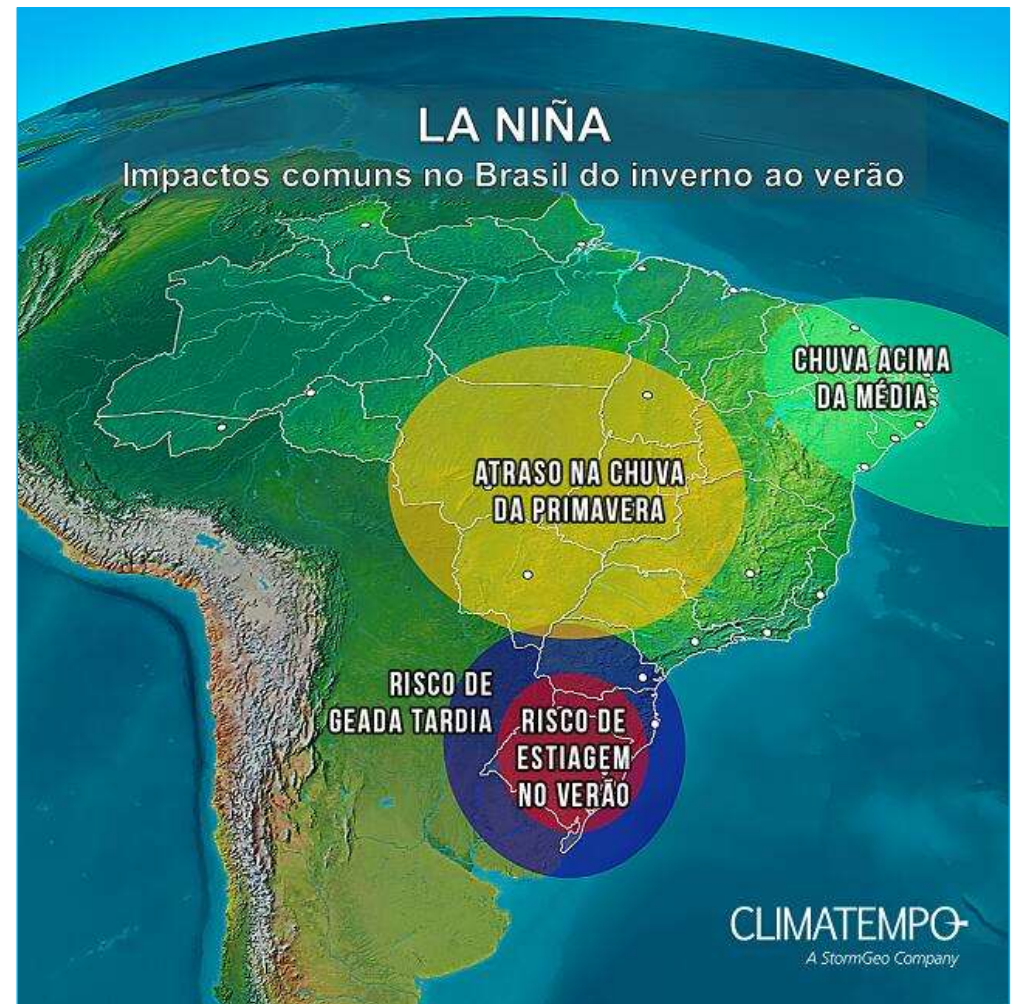 LA NIÑA
Impactos comuns no Brasil do inverno ao verão
CHUVA ACIMA
DA MÉDIA
ATRASO NA CHUVA
DA PRIMAVERA
RISCO DE
GEADA TARDIA
RISCO DE
ESTIAGEM
NO VERÃO
CLIMATEMPO
A StormGeo Company